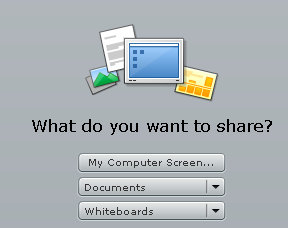 What do you want to share?
My Computer Screen...
Documents
Whiteboards